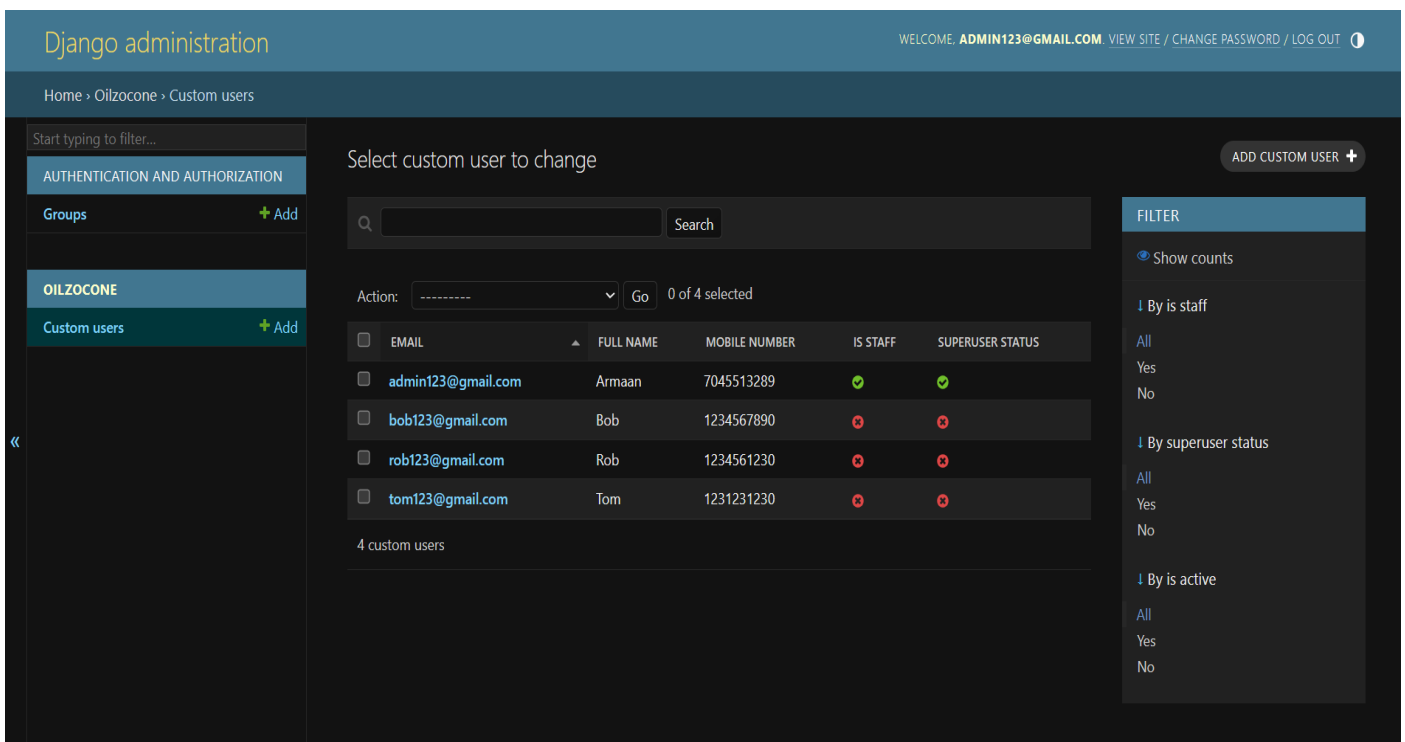 Django administration
WELCOME, ADMIN123@GMAIL.COM. VIEW SITE / CHANGE PASSWORD / LOG OUT
Home › Oilzocone › Custom users
Start typing to filter...
AUTHENTICATION AND AUTHORIZATION
Groups + Add
OILZOCONE
Custom users + Add
«
Select custom user to change
ADD CUSTOM USER +
Search
Action: --------- Go 0 of 4 selected
EMAIL FULL NAME MOBILE NUMBER IS STAFF SUPERUSER STATUS
admin123@gmail.com Armaan 7045513289
bob123@gmail.com Bob 1234567890
rob123@gmail.com Rob 1234561230
tom123@gmail.com Tom 1231231230
4 custom users
FILTER
Show counts
↓ By is staff
All
Yes
No
↓ By superuser status
All
Yes
No
↓ By is active
All
Yes
No